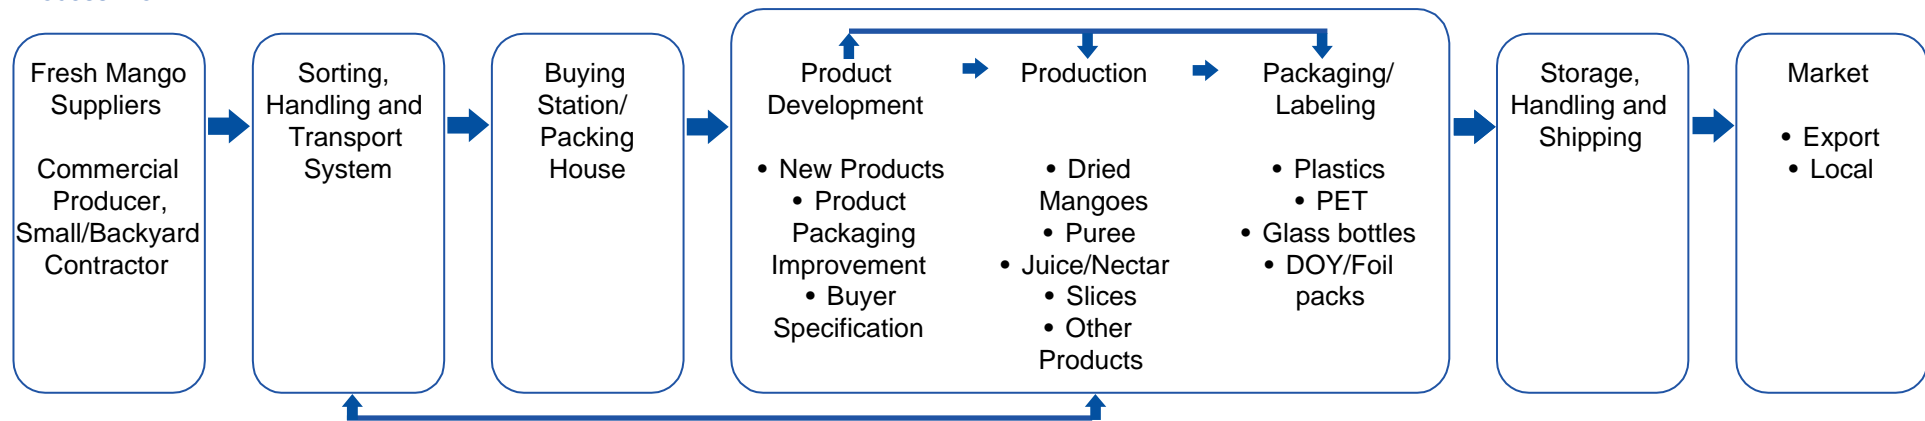 Fresh Mango
Suppliers
Commercial
Producer,
Small/Backyard
Contractor
Sorting,
Handling and
Transport
System
Buying
Station/
Packing
House
Product
Development
• New Products
• Product
Packaging
Improvement
• Buyer
Specification
Production
• Dried
Mangoes
• Puree
• Juice/Nectar
• Slices
• Other
Products
Packaging/
Labeling
• Plastics
• PET
• Glass bottles
• DOY/Foil
packs
Storage,
Handling and
Shipping
Market
• Export
• Local